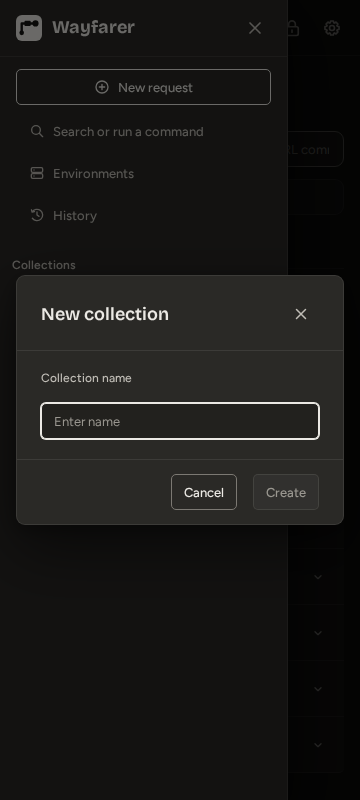 Wayfarer
New request
Search or run a command
Environments
History
Collections
New collection
Collection name
Enter name
Cancel
Create